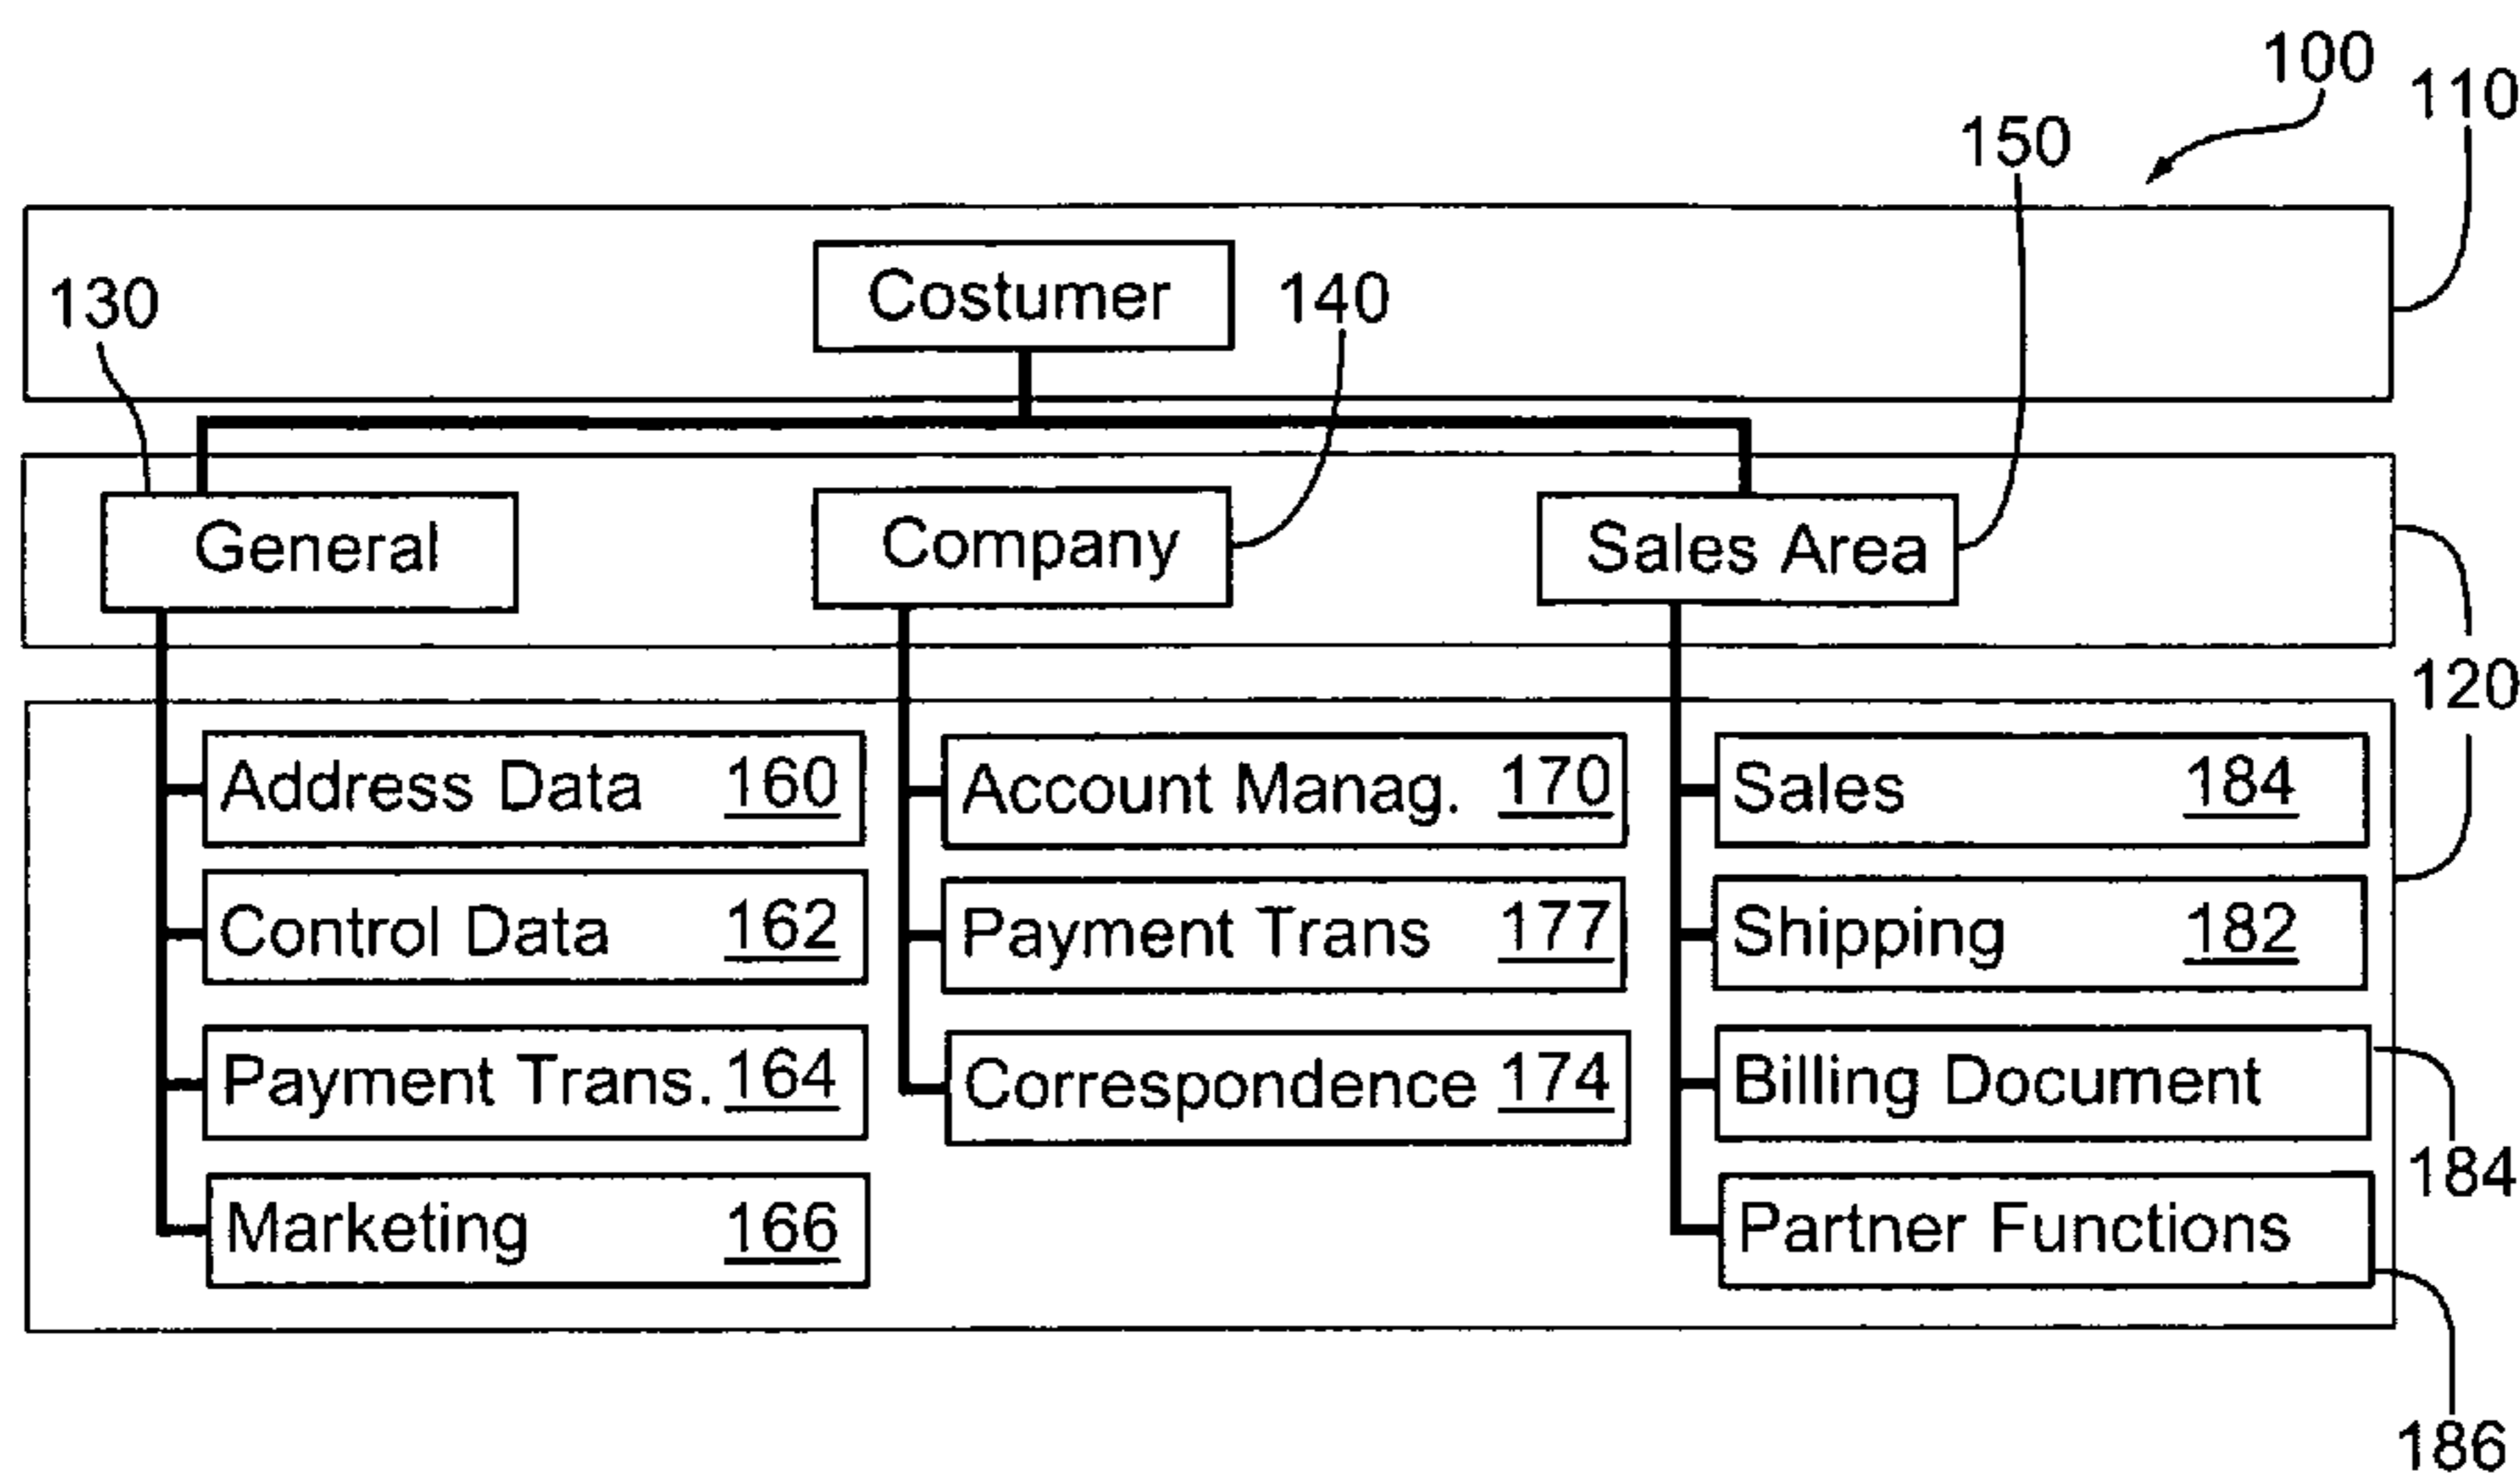 100
110
150
130
Costumer
140
General
Company
Sales Area
120
Address Data 160
Account Manag. 170
Sales 184
Control Data 162
Payment Trans 177
Shipping 182
Payment Trans. 164
Correspondence 174
Billing Document
184
Marketing 166
Partner Functions
186